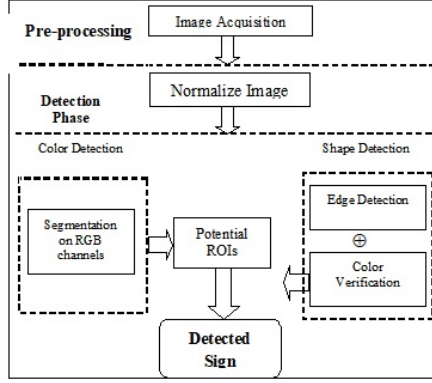 Image Acquisition
Pre-processing
Normalize Image
Detection
Phase
Color Detection
Shape Detection
Segmentation
on RGB
channels
Potential
ROIs
Edge Detection
⊕
Color
Verification
Detected
Sign